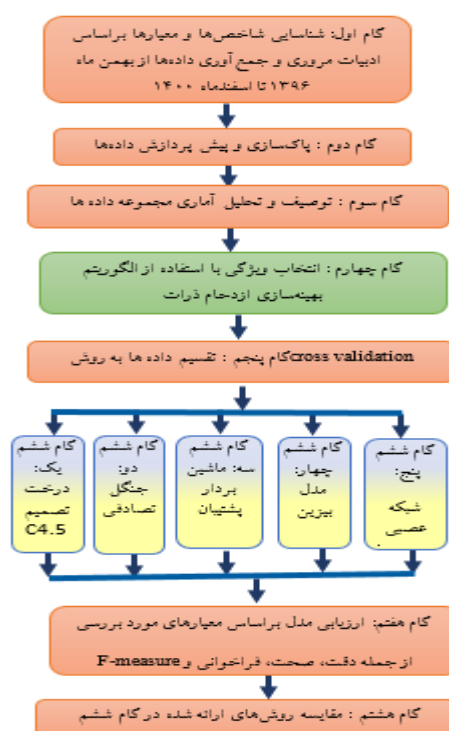 گام اول: شناسایی شاخص‌ها و معیارها براساس
ادبیات مروری و جمع آوری داده‌ها از بهمن ماه
۱۳۹۶ تا اسفندماه ۱۴۰۰
گام دوم : پاک‌سازی و پیش پردازش داده‌ها
گام سوم : توصیف و تحلیل آماری مجموعه داده ها
گام چهارم : انتخاب ویژگی با استفاده از الگوریتم
بهینه‌سازی ازدحام ذرات
cross validationگام پنجم : تقسیم داده ها به روش
گام ششم
پنج:
شبکه
عصبی
.
گام ششم
چهار:
مدل
بیزین
گام ششم
سه: ماشین
بردار
پشتیبان
گام ششم
دو:
جنگل
تصادفی
گام ششم
یک:
درخت
تصمیم
C4.5
گام هفتم: ارزیابی مدل براساس معیارهای مورد بررسی
از جمله دقت، صحت، فراخوانی و F-measure
گام هشتم : مقایسه روش‌های ارائه شده در گام ششم